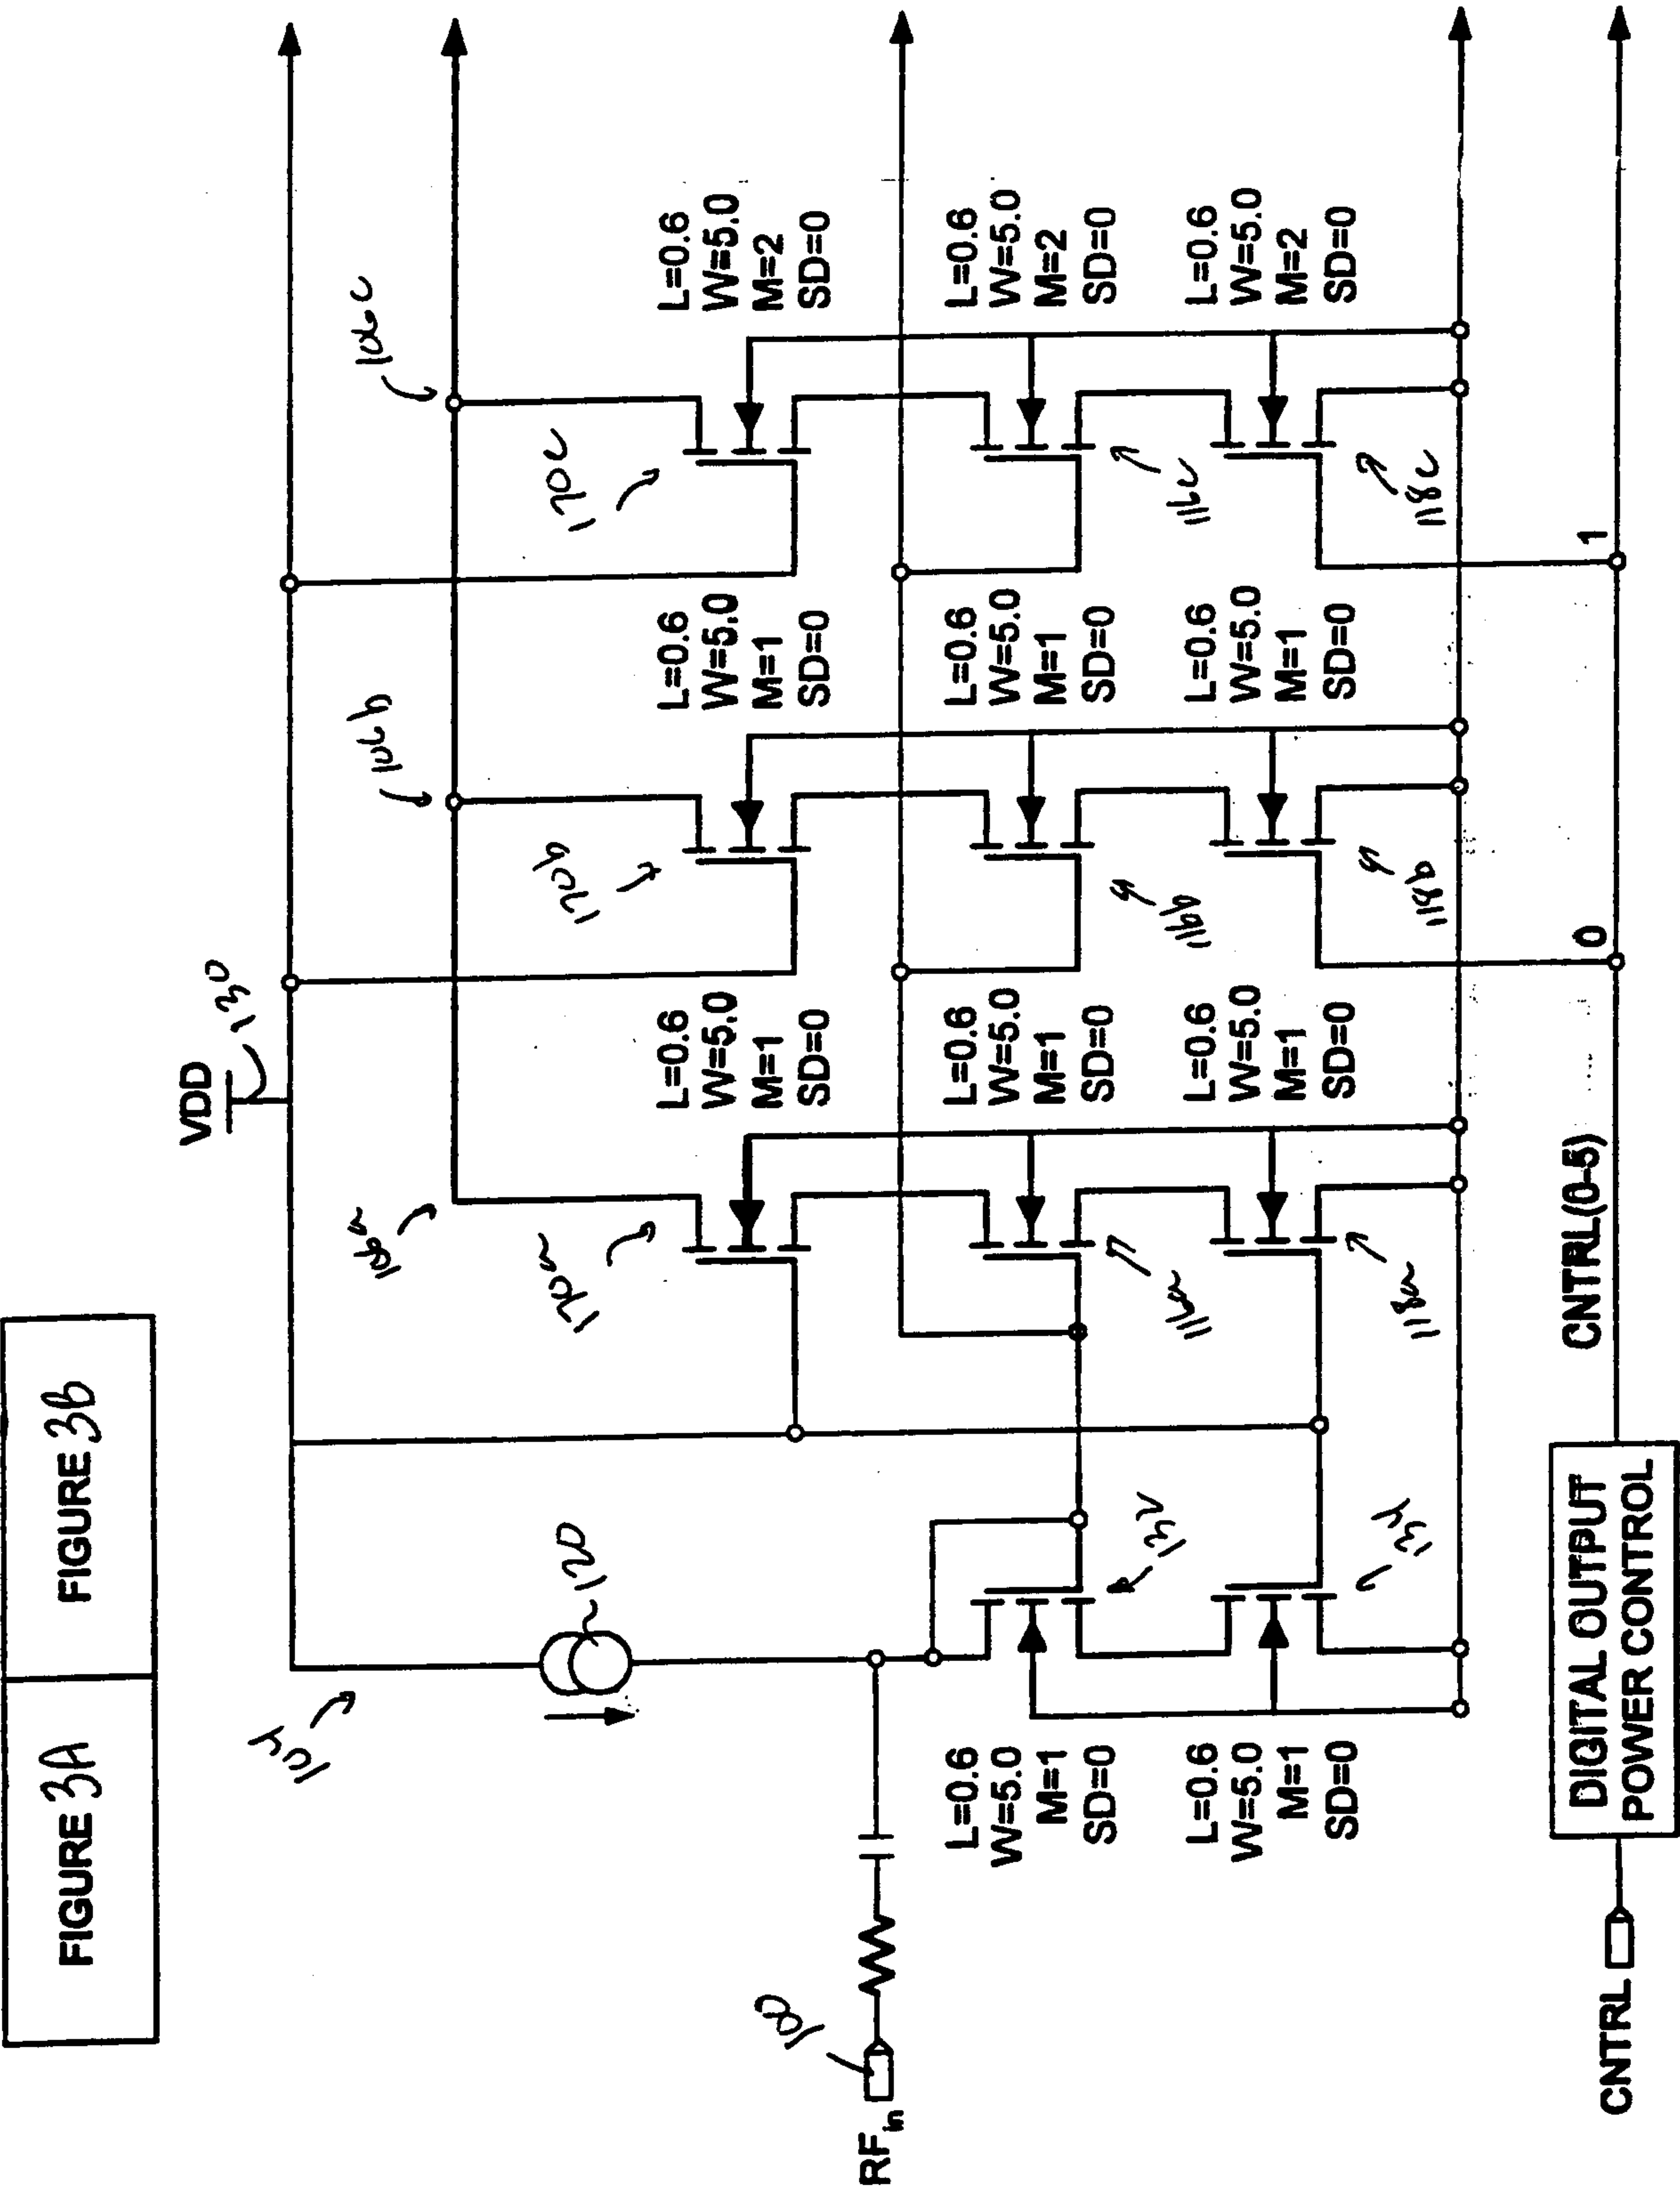 FIGURE 3A
FIGURE 3B
VDD
130
104
106a
106b
106c
120
170a
170b
170c
L=0.6
W=5.0
M=1
SD=0
L=0.6
W=5.0
M=1
SD=0
L=0.6
W=5.0
M=2
SD=0
100
RFin
132
116a
116b
116c
L=0.6
W=5.0
M=1
SD=0
L=0.6
W=5.0
M=1
SD=0
L=0.6
W=5.0
M=1
SD=0
L=0.6
W=5.0
M=2
SD=0
134
118a
118b
118c
L=0.6
W=5.0
M=1
SD=0
L=0.6
W=5.0
M=1
SD=0
L=0.6
W=5.0
M=1
SD=0
L=0.6
W=5.0
M=2
SD=0
CNTRL
DIGITAL OUTPUT
POWER CONTROL
CNTRL(0-5)
0
1